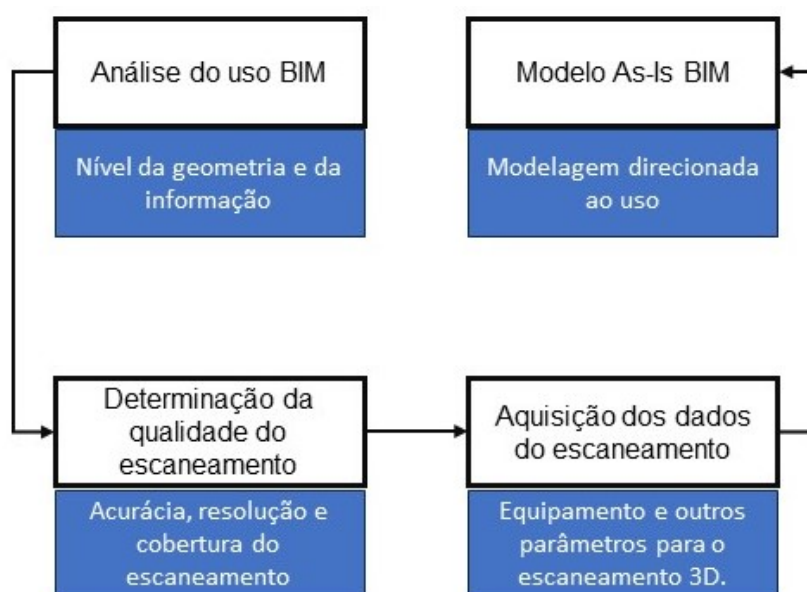 Análise do uso BIM
Nível da geometria e da
informação
Modelo As-Is BIM
Modelagem direcionada
ao uso
Determinação da
qualidade do
escaneamento
Acurácia, resolução e
cobertura do
escaneamento
Aquisição dos dados
do escaneamento
Equipamento e outros
parâmetros para o
escaneamento 3D.